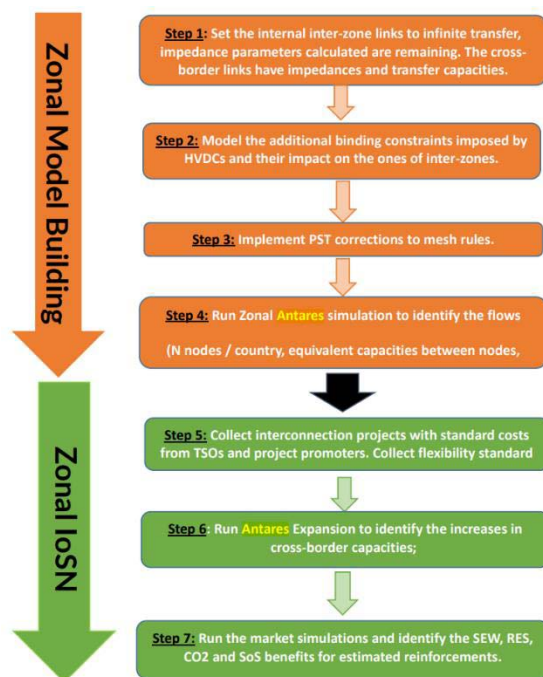 Zonal Model Building
Step 1: Set the internal inter-zone links to infinite transfer,
impedance parameters calculated are remaining. The cross-
border links have impedances and transfer capacities.
Step 2: Model the additional binding constraints imposed by
HVDCs and their impact on the ones of inter-zones.
Step 3: Implement PST corrections to mesh rules.
Step 4: Run Zonal Antares simulation to identify the flows
(N nodes / country, equivalent capacities between nodes,
Zonal IoSN
Step 5: Collect interconnection projects with standard costs
from TSOs and project promoters. Collect flexibility standard
Step 6: Run Antares Expansion to identify the increases in
cross-border capacities;
Step 7: Run the market simulations and identify the SEW, RES,
CO2 and SoS benefits for estimated reinforcements.